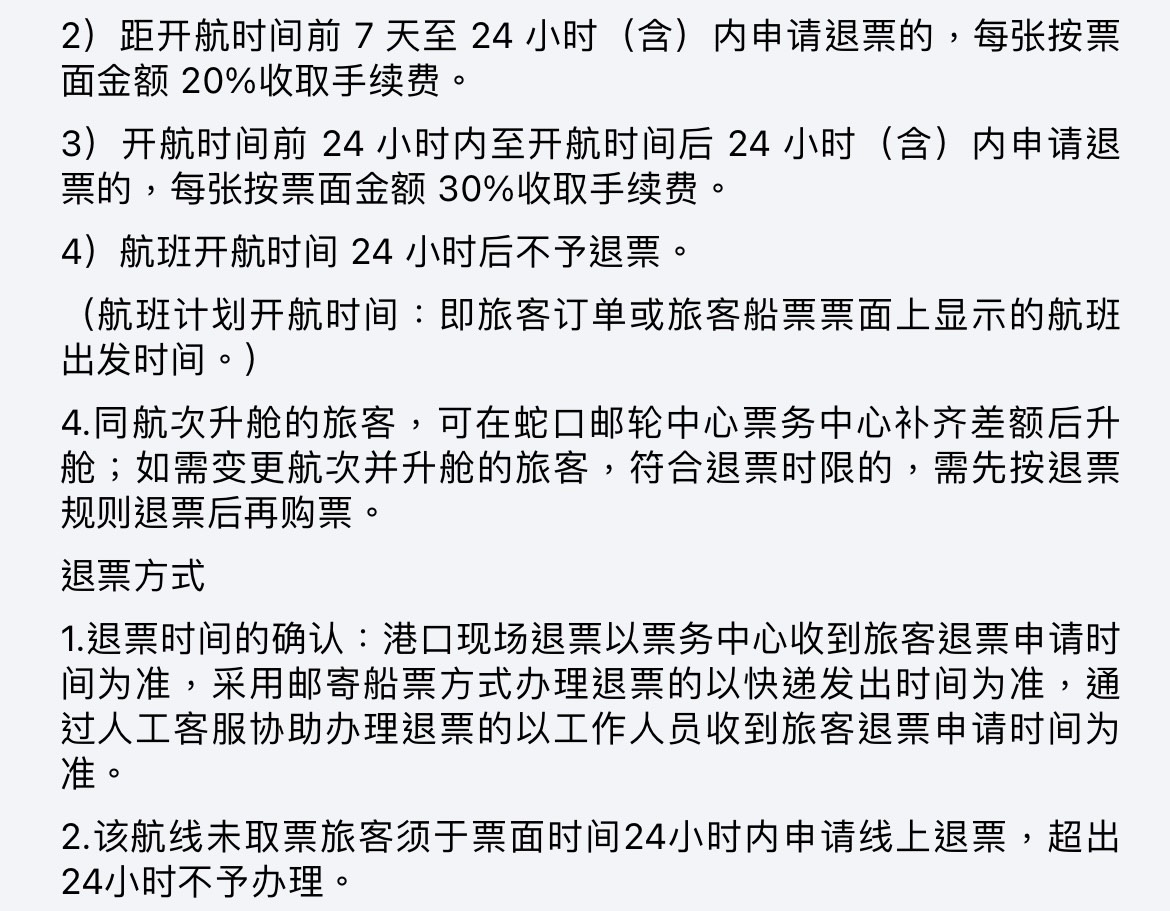 2）距开航时间前 7 天至 24 小时（含）内申请退票的，每张按票
面金额 20%收取手续费。
3）开航时间前 24 小时内至开航时间后 24 小时（含）内申请退
票的，每张按票面金额 30%收取手续费。
4）航班开航时间 24 小时后不予退票。
（航班计划开航时间：即旅客订单或旅客船票票面上显示的航班
出发时间。）
4.同航次升舱的旅客，可在蛇口邮轮中心票务中心补齐差额后升
舱；如需变更航次并升舱的旅客，符合退票时限的，需先按退票
规则退票后再购票。
退票方式
1.退票时间的确认：港口现场退票以票务中心收到旅客退票申请时
间为准，采用邮寄船票方式办理退票的以快递发出时间为准，通
过人工客服协助办理退票的以工作人员收到旅客退票申请时间为
准。
2.该航线未取票旅客须于票面时间24小时内申请线上退票，超出
24小时不予办理。